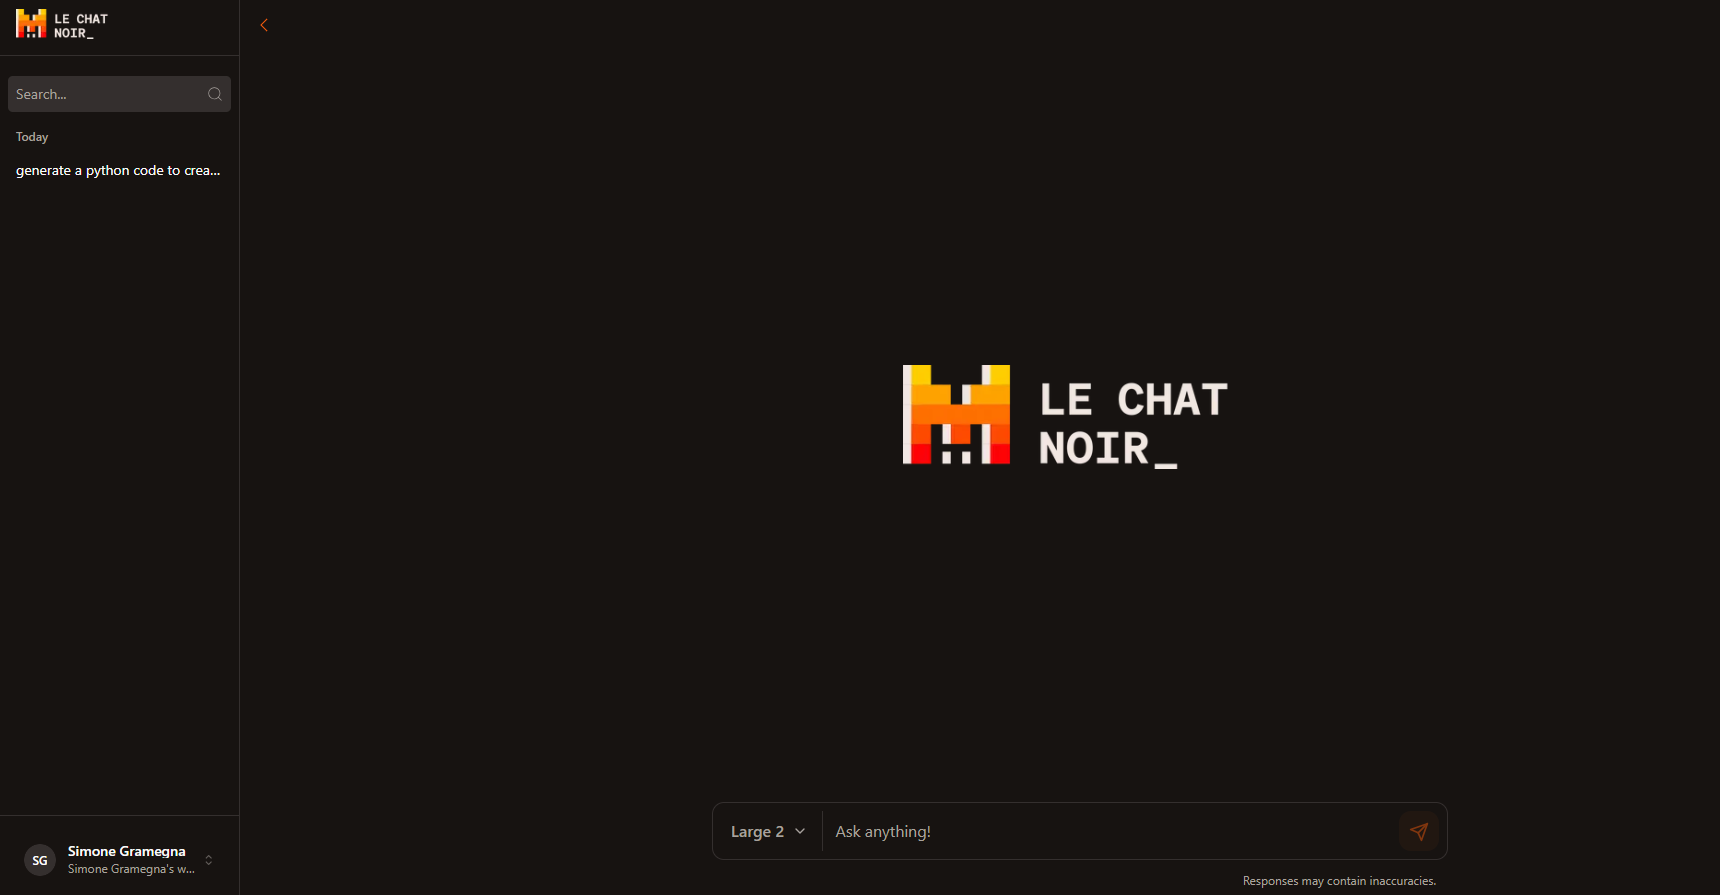 LE CHAT
NOIR_
Search...
Today
generate a python code to crea...
SG
Simone Gramegna
Simone Gramegna's w...
LE CHAT
NOIR_
Large 2
Ask anything!
Responses may contain inaccuracies.